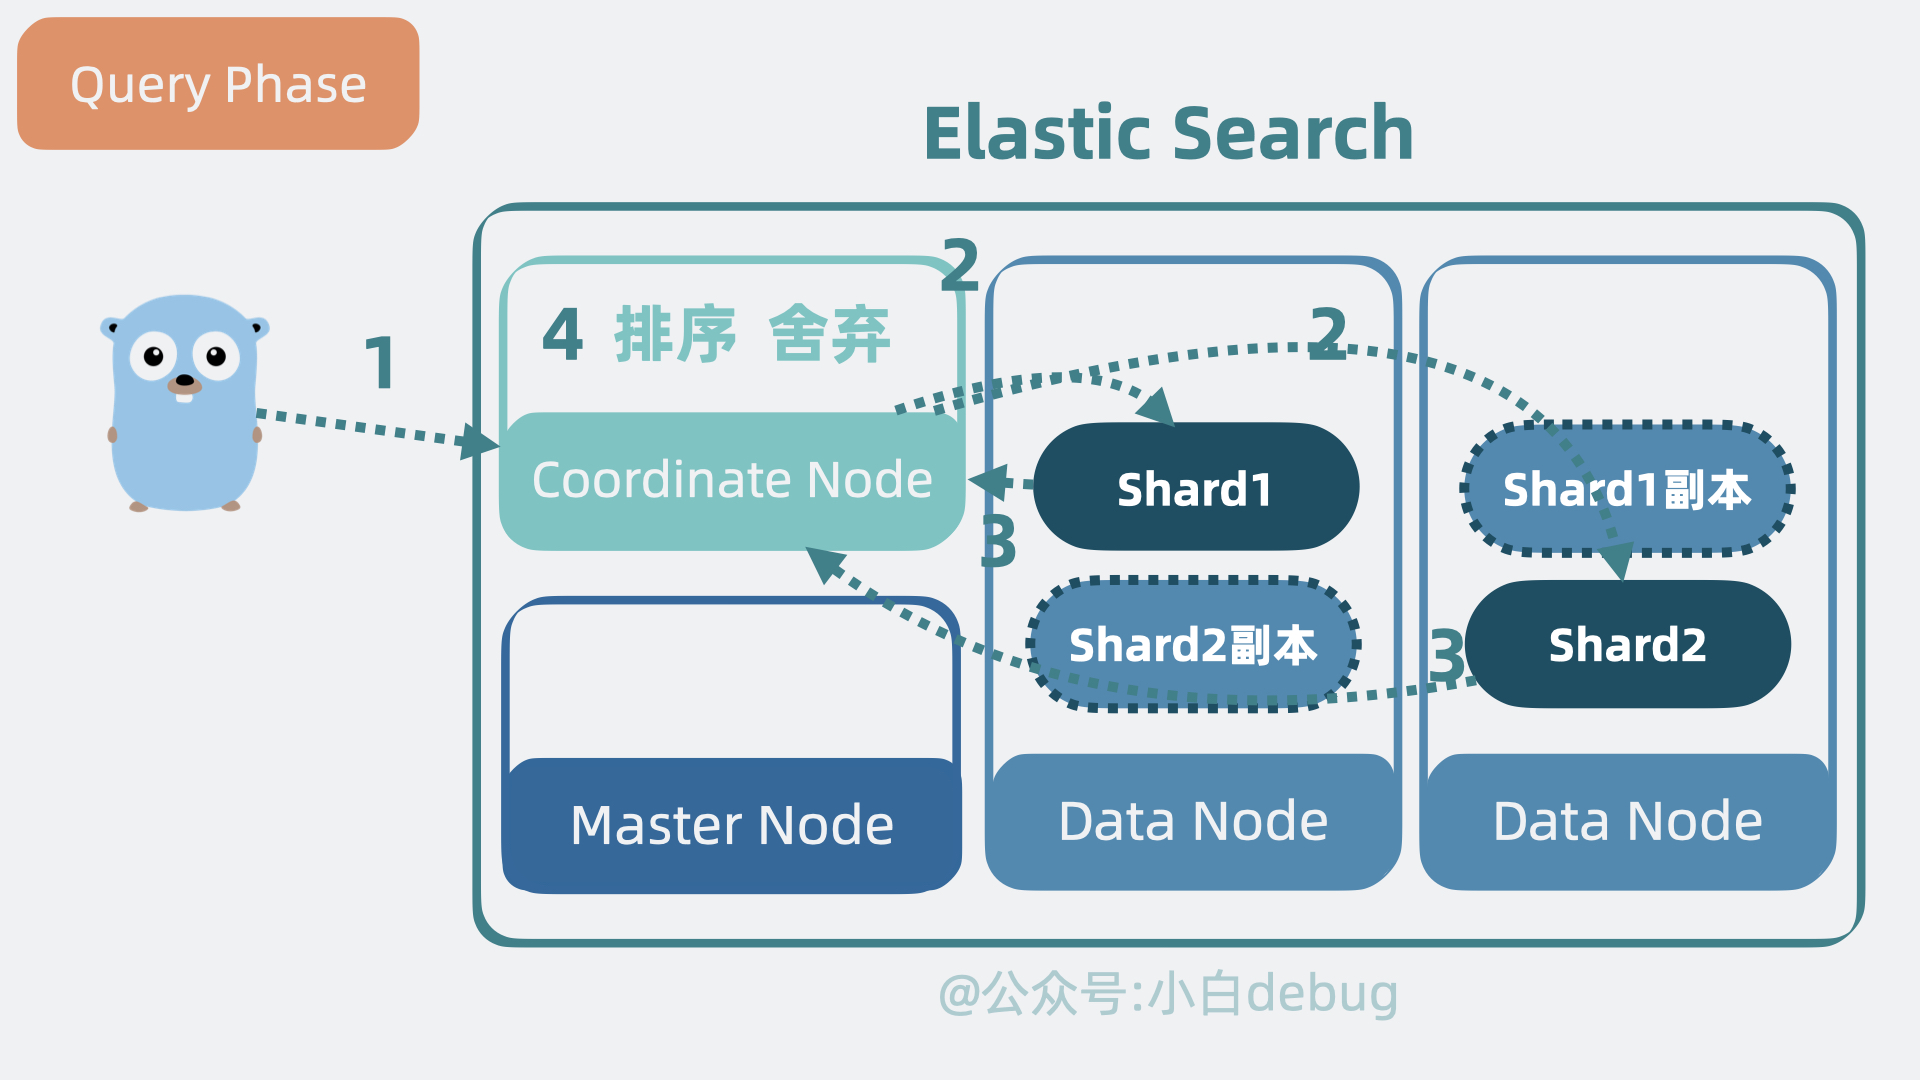 Query Phase
Elastic Search
1
2
4 排序 舍弃
2
Coordinate Node
Shard1
Shard1副本
3
Shard2副本
3
Shard2
Master Node
Data Node
Data Node
@公众号:小白debug